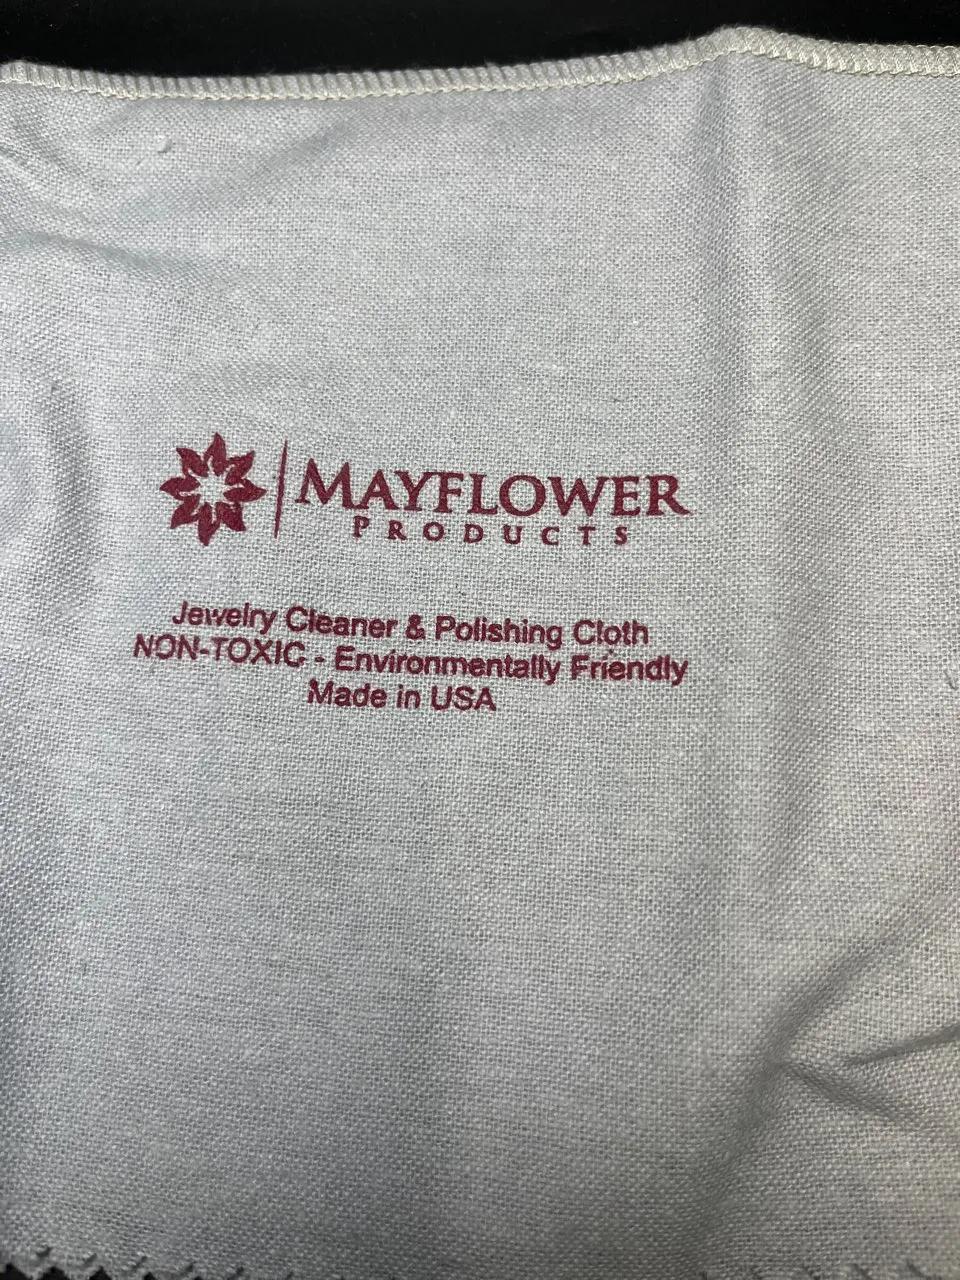 MAYFLOWER
PRODUCTS
Jewelry Cleaner & Polishing Cloth
NON-TOXIC - Environmentally Friendly
Made in USA